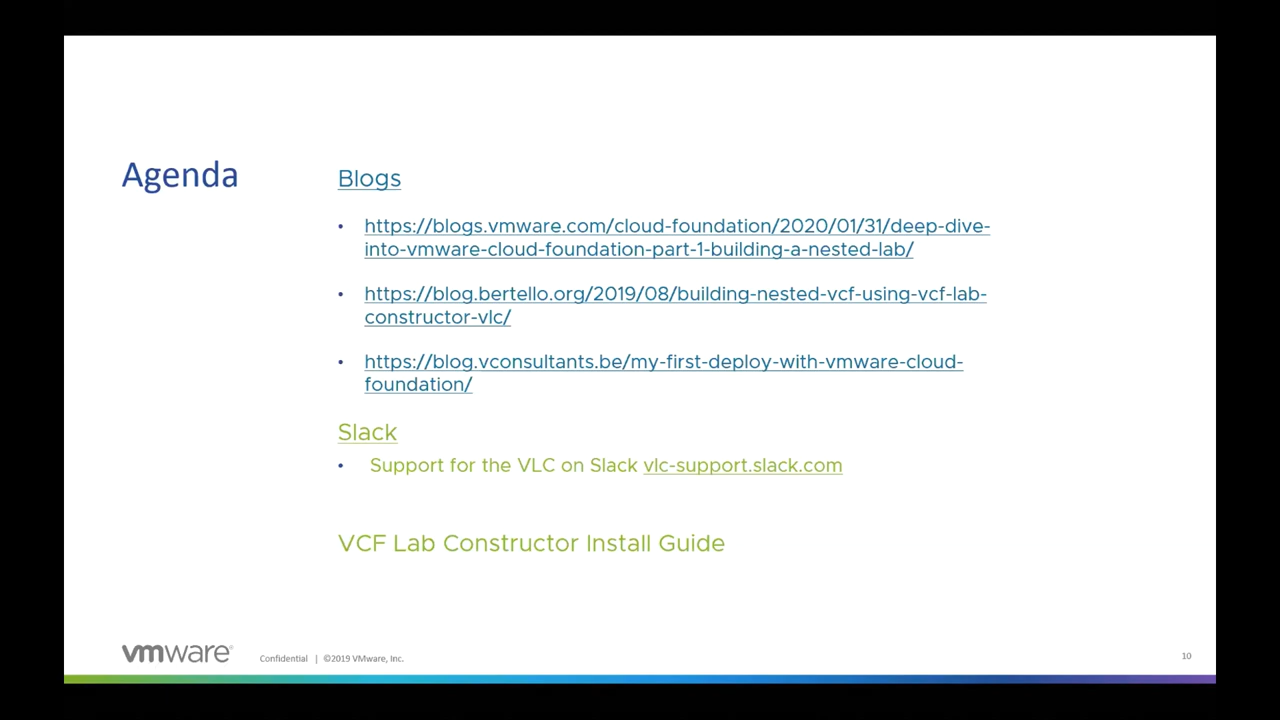 Agenda
Blogs
• https://blogs.vmware.com/cloud-foundation/2020/01/31/deep-dive-
into-vmware-cloud-foundation-part-1-building-a-nested-lab/
• https://blog.bertello.org/2019/08/building-nested-vcf-using-vcf-lab-
constructor-vlc/
• https://blog.vconsultants.be/my-first-deploy-with-vmware-cloud-
foundation/
Slack
• Support for the VLC on Slack vlc-support.slack.com
VCF Lab Constructor Install Guide
vmware® Confidential | ©2019 VMware, Inc. 10